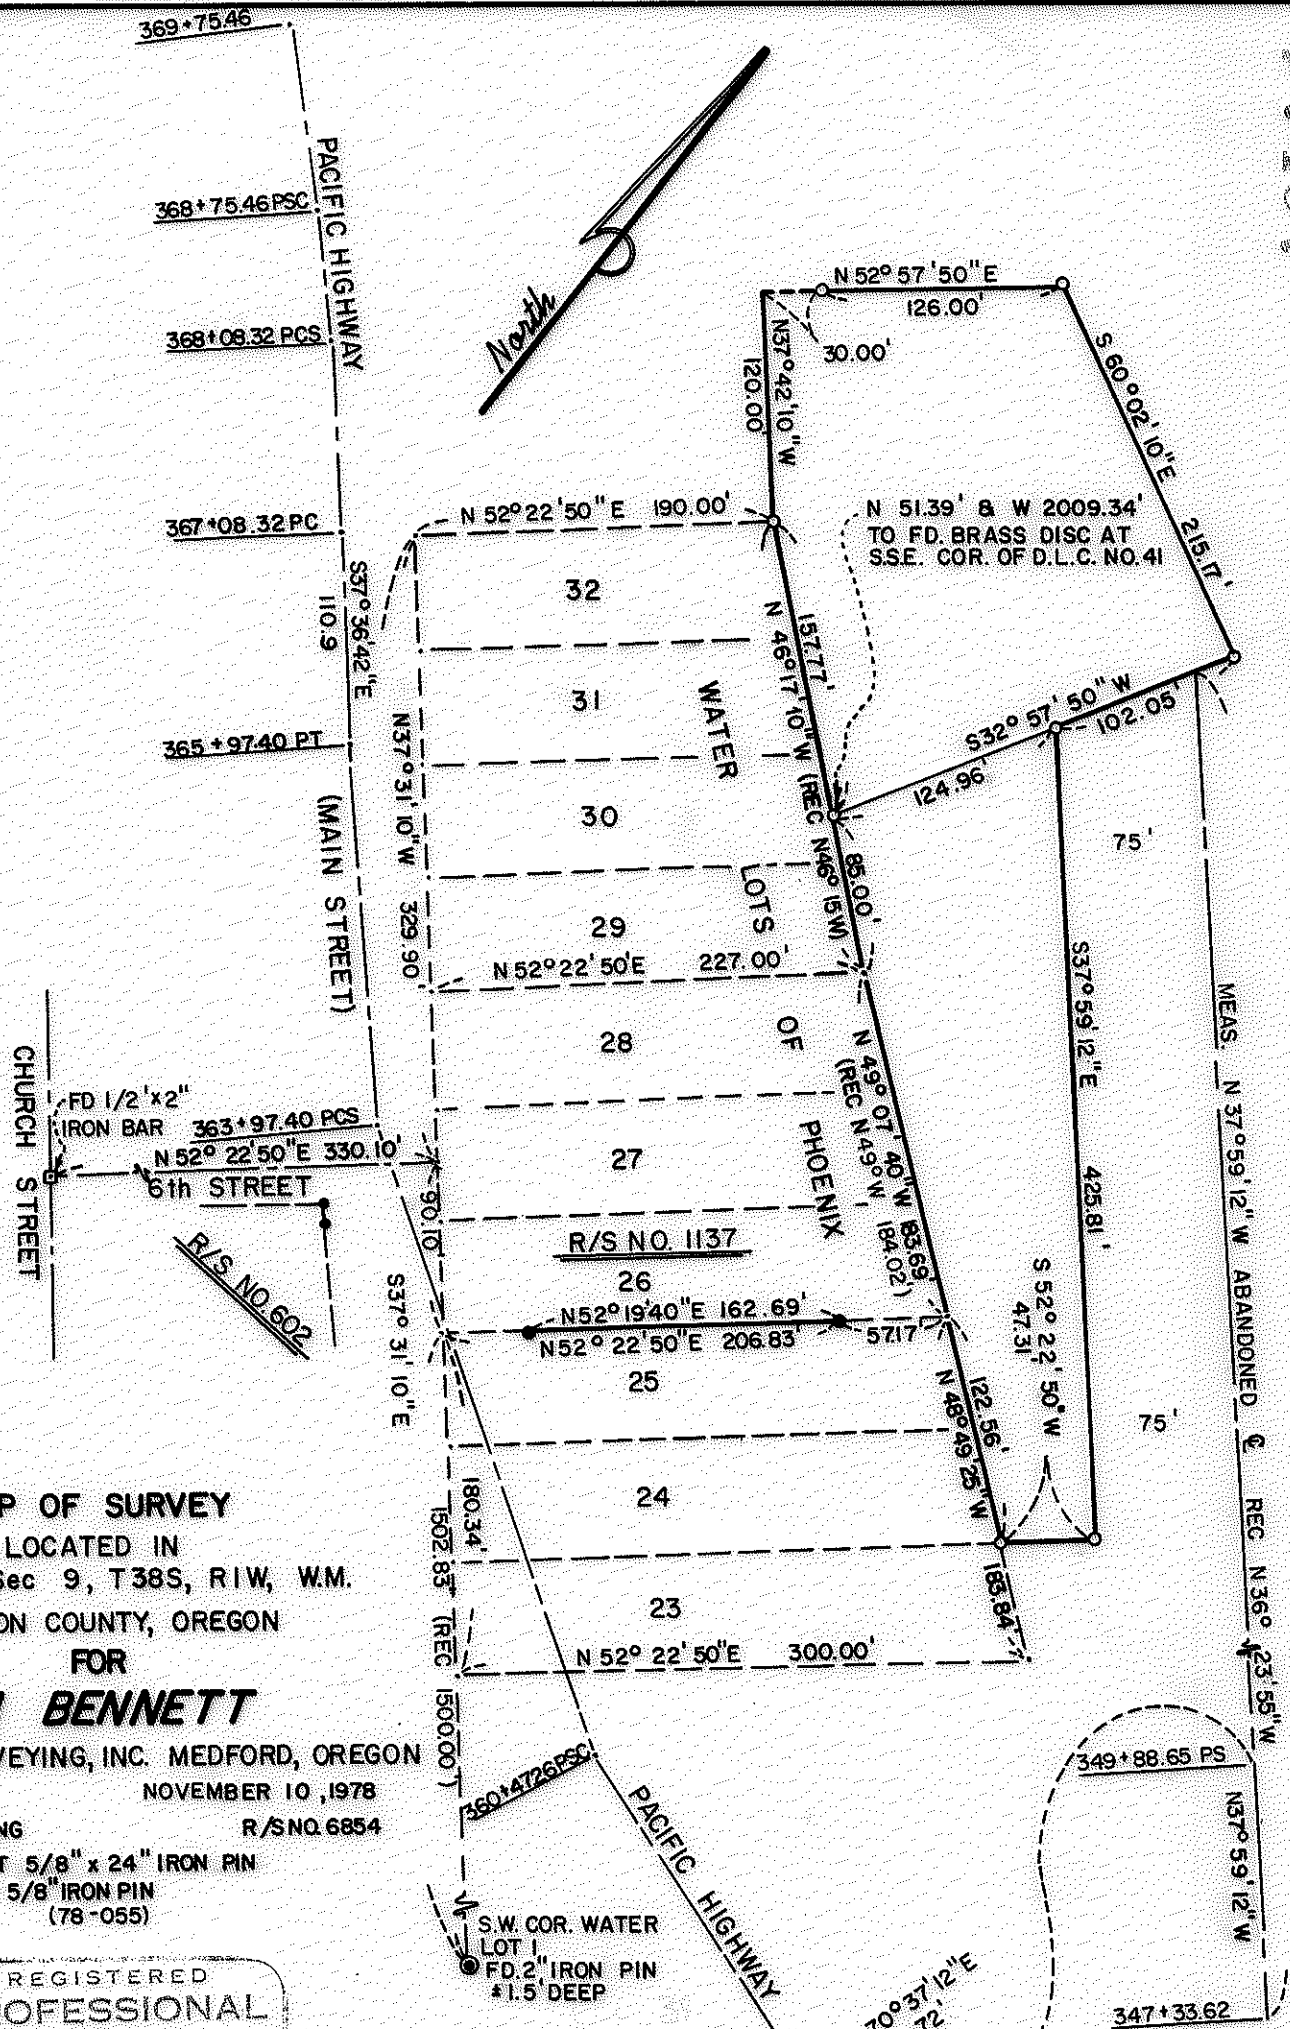 369+75.46
PACIFIC HIGHWAY
368+75.46 PSC
368+08.32 PCS
367+08.32 PC
S37°36'42"E
110.9
365+97.40 PT
(MAIN STREET)
North
N 52°57'50"E
126.00'
30.00'
N37°42'10"W
120.00'
S 60°02'10"E
215.17'
N 51.39' & W 2009.34'
TO FD. BRASS DISC AT
S.S.E. COR. OF D.L.C. NO. 41
N 52°22'50"E 190.00'
32
31
30
29
N 52°22'50'E 227.00'
28
27
R/S NO. 1137
26
N52°19'40"E 162.69'
N52°22'50"E 206.83'
57.17'
25
24
23
N 52° 22' 50"E 300.00'
WATER
LOTS
OF
PHOENIX
157.77'
N 46°17'10"W (REC N46°15W)
85.00'
N 49°07'40"W 83.69'
(REC N49°W 184.02')
122.56'
N 48°49'25"W
183.84'
S32°57'50"W
102.05'
124.96'
75'
S37°59'12"E
425.81'
75'
S 52°22'50"W
47.31'
MEAS. N 37°59'12"W ABANDONED ℄ REC N36° 23'55"W
N37°31'10"W 329.90
CHURCH STREET
FD 1/2'x2"
IRON BAR
363+97.40 PCS
N 52° 22'50"E 330.10'
6th STREET
R/S NO. 602
90.10
S37° 31' 10"E
180.34'
1502.83 (REC 1500.00')
360+47.26 PSC
PACIFIC HIGHWAY
S.W. COR. WATER
LOT 1
FD. 2" IRON PIN
±1.5' DEEP
349+88.65 PS
N37°59'12"W
347+33.62
70°37'12"E
72'
P OF SURVEY
LOCATED IN
Sec 9, T38S, R1W, W.M.
ON COUNTY, OREGON
FOR
BENNETT
VEYING, INC. MEDFORD, OREGON
NOVEMBER 10, 1978
NG R/S NO. 6854
T 5/8" x 24" IRON PIN
5/8" IRON PIN
(78-055)
REGISTERED
OFESSIONAL